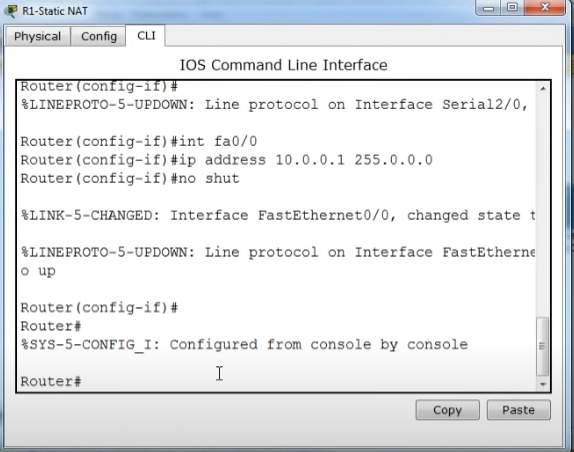 R1-Static NAT
Physical Config CLI
IOS Command Line Interface
Router(config-if)#
%LINEPROTO-5-UPDOWN: Line protocol on Interface Serial2/0,
Router(config-if)#int fa0/0
Router(config-if)#ip address 10.0.0.1 255.0.0.0
Router(config-if)#no shut
%LINK-5-CHANGED: Interface FastEthernet0/0, changed state t
%LINEPROTO-5-UPDOWN: Line protocol on Interface FastEtherne
o up
Router(config-if)#
Router#
%SYS-5-CONFIG_I: Configured from console by console
Router#
Copy Paste